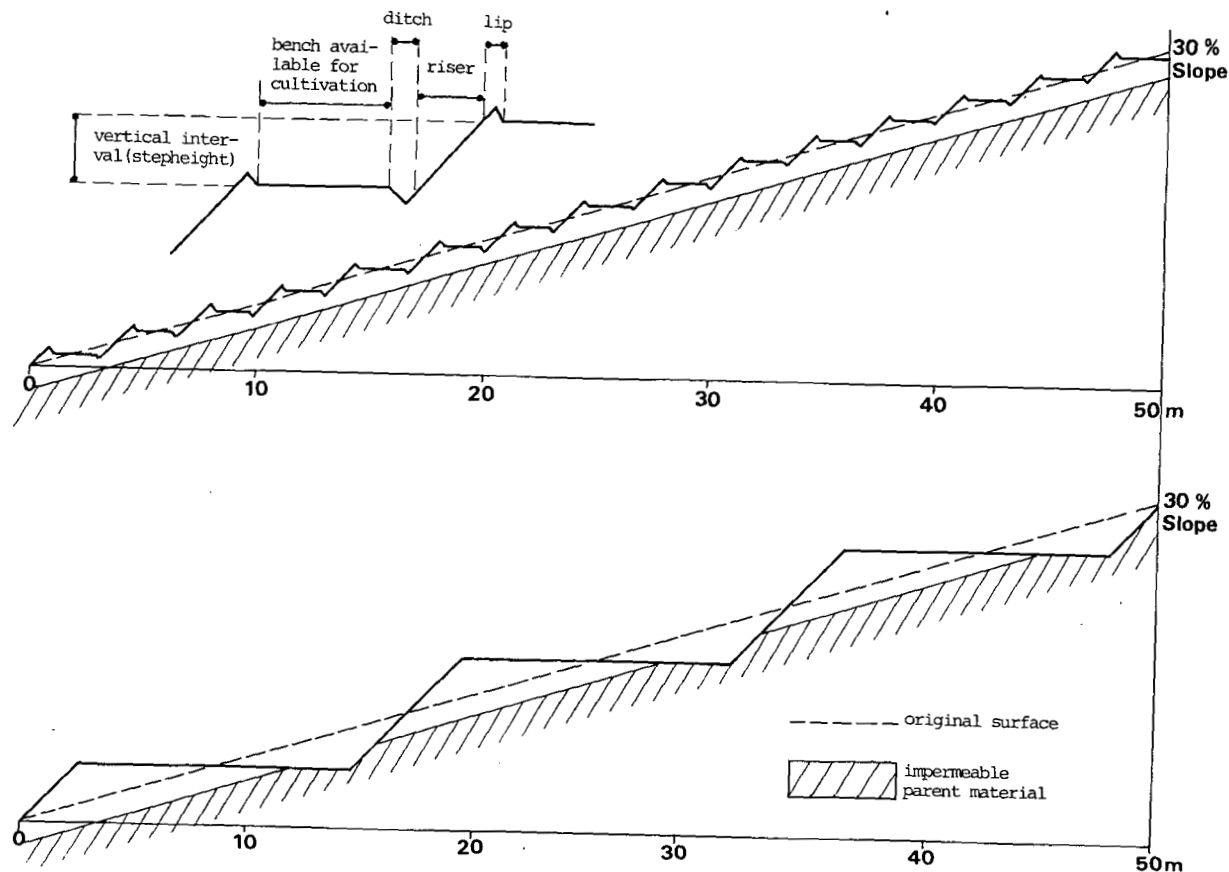 ditch
lip
bench avai-
lable for
cultivation
riser
vertical inter-
val(stepheight)
30 %
Slope
0
10
20
30
40
50 m
30 %
Slope
original surface
impermeable
parent material
0
10
20
30
40
50 m